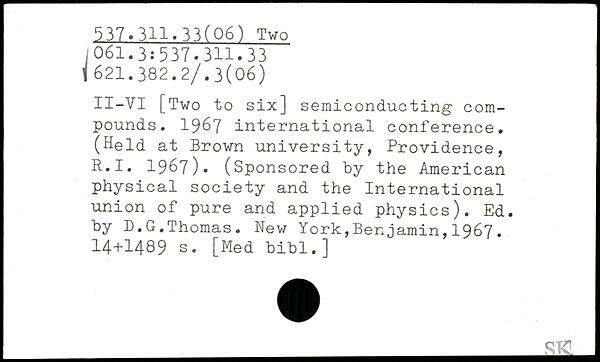 537.311.33(06) Two
061.3:537.311.33
621.382.2/.3(06)
II-VI [Two to six] semiconducting com-
pounds. 1967 international conference.
(Held at Brown university, Providence,
R.I. 1967). (Sponsored by the American
physical society and the International
union of pure and applied physics). Ed.
by D.G.Thomas. New York,Benjamin,1967.
14+1489 s. [Med bibl.]
SK